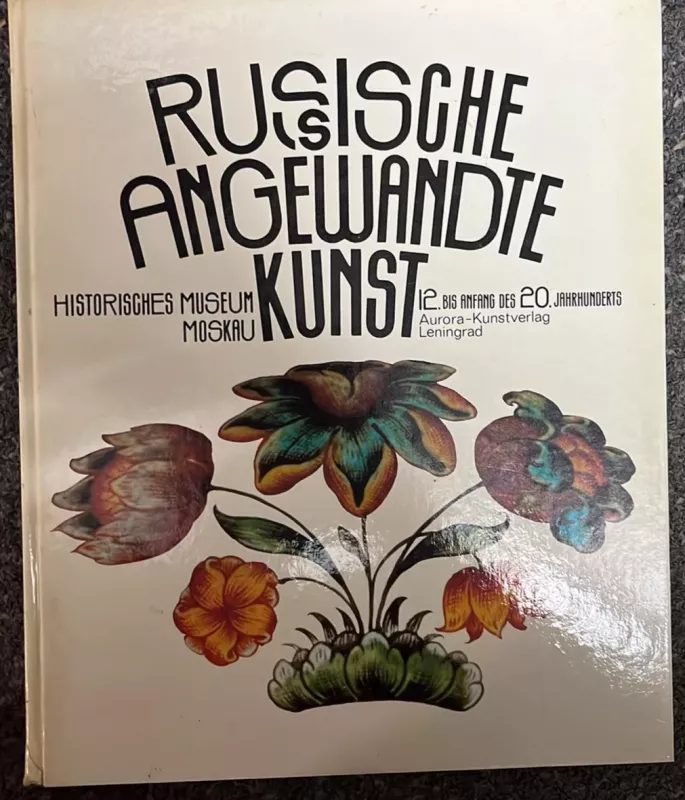 RUSSISCHE
ANGEWANDTE
KUNST
HISTORISCHES MUSEUM
MOSKAU
12. BIS ANFANG DES 20. JAHRHUNDERTS
Aurora-Kunstverlag
Leningrad